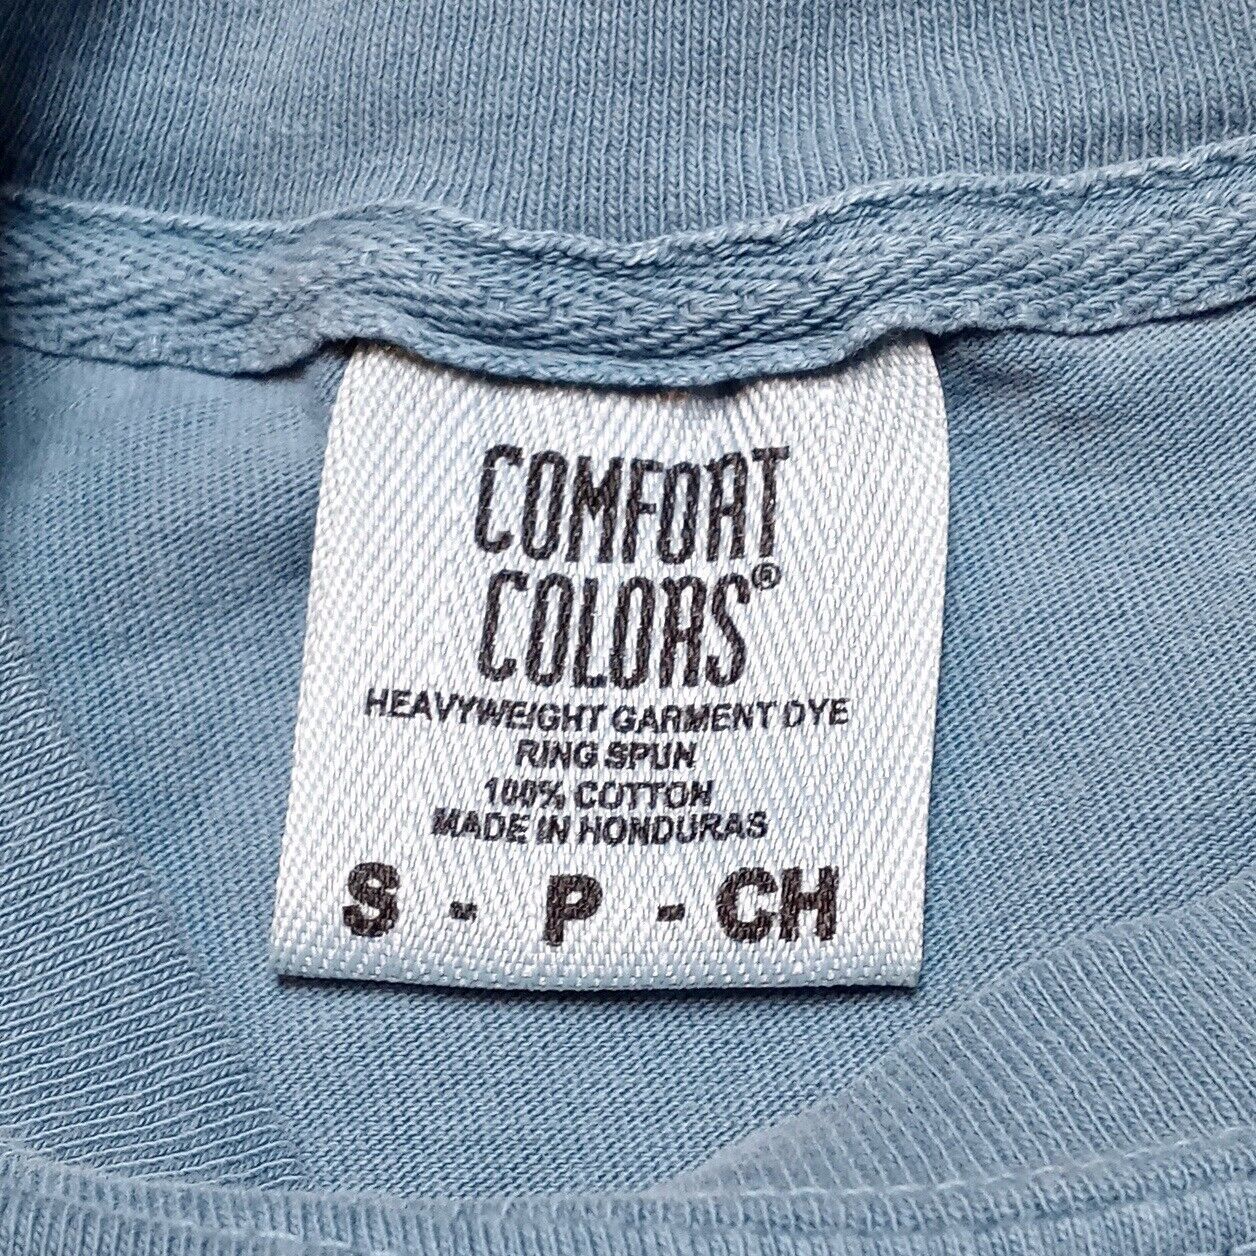 COMFORT
COLORS®
HEAVYWEIGHT GARMENT DYE
RING SPUN
100% COTTON
MADE IN HONDURAS
S - P - CH